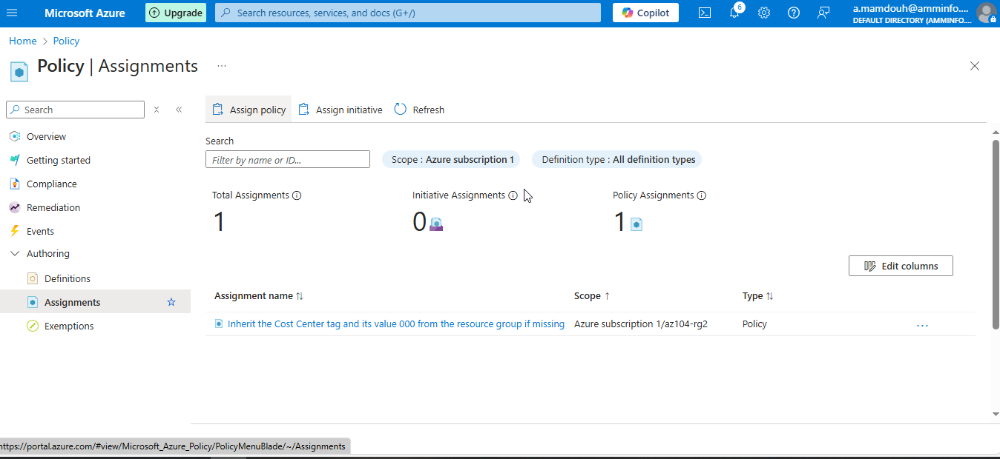 Microsoft Azure
Upgrade
Search resources, services, and docs (G+/)
Copilot
6
a.mamdouh@amminfo....
DEFAULT DIRECTORY (AMMINFO....
Home > Policy
Policy | Assignments
...
Search
Overview
Getting started
Compliance
Remediation
Events
Authoring
Definitions
Assignments
Exemptions
Assign policy
Assign initiative
Refresh
Search
Filter by name or ID...
Scope : Azure subscription 1
Definition type : All definition types
Total Assignments
1
Initiative Assignments
0
Policy Assignments
1
Edit columns
Assignment name
Scope
Type
Inherit the Cost Center tag and its value 000 from the resource group if missing
Azure subscription 1/az104-rg2
Policy
...
https://portal.azure.com/#view/Microsoft_Azure_Policy/PolicyMenuBlade/~/Assignments